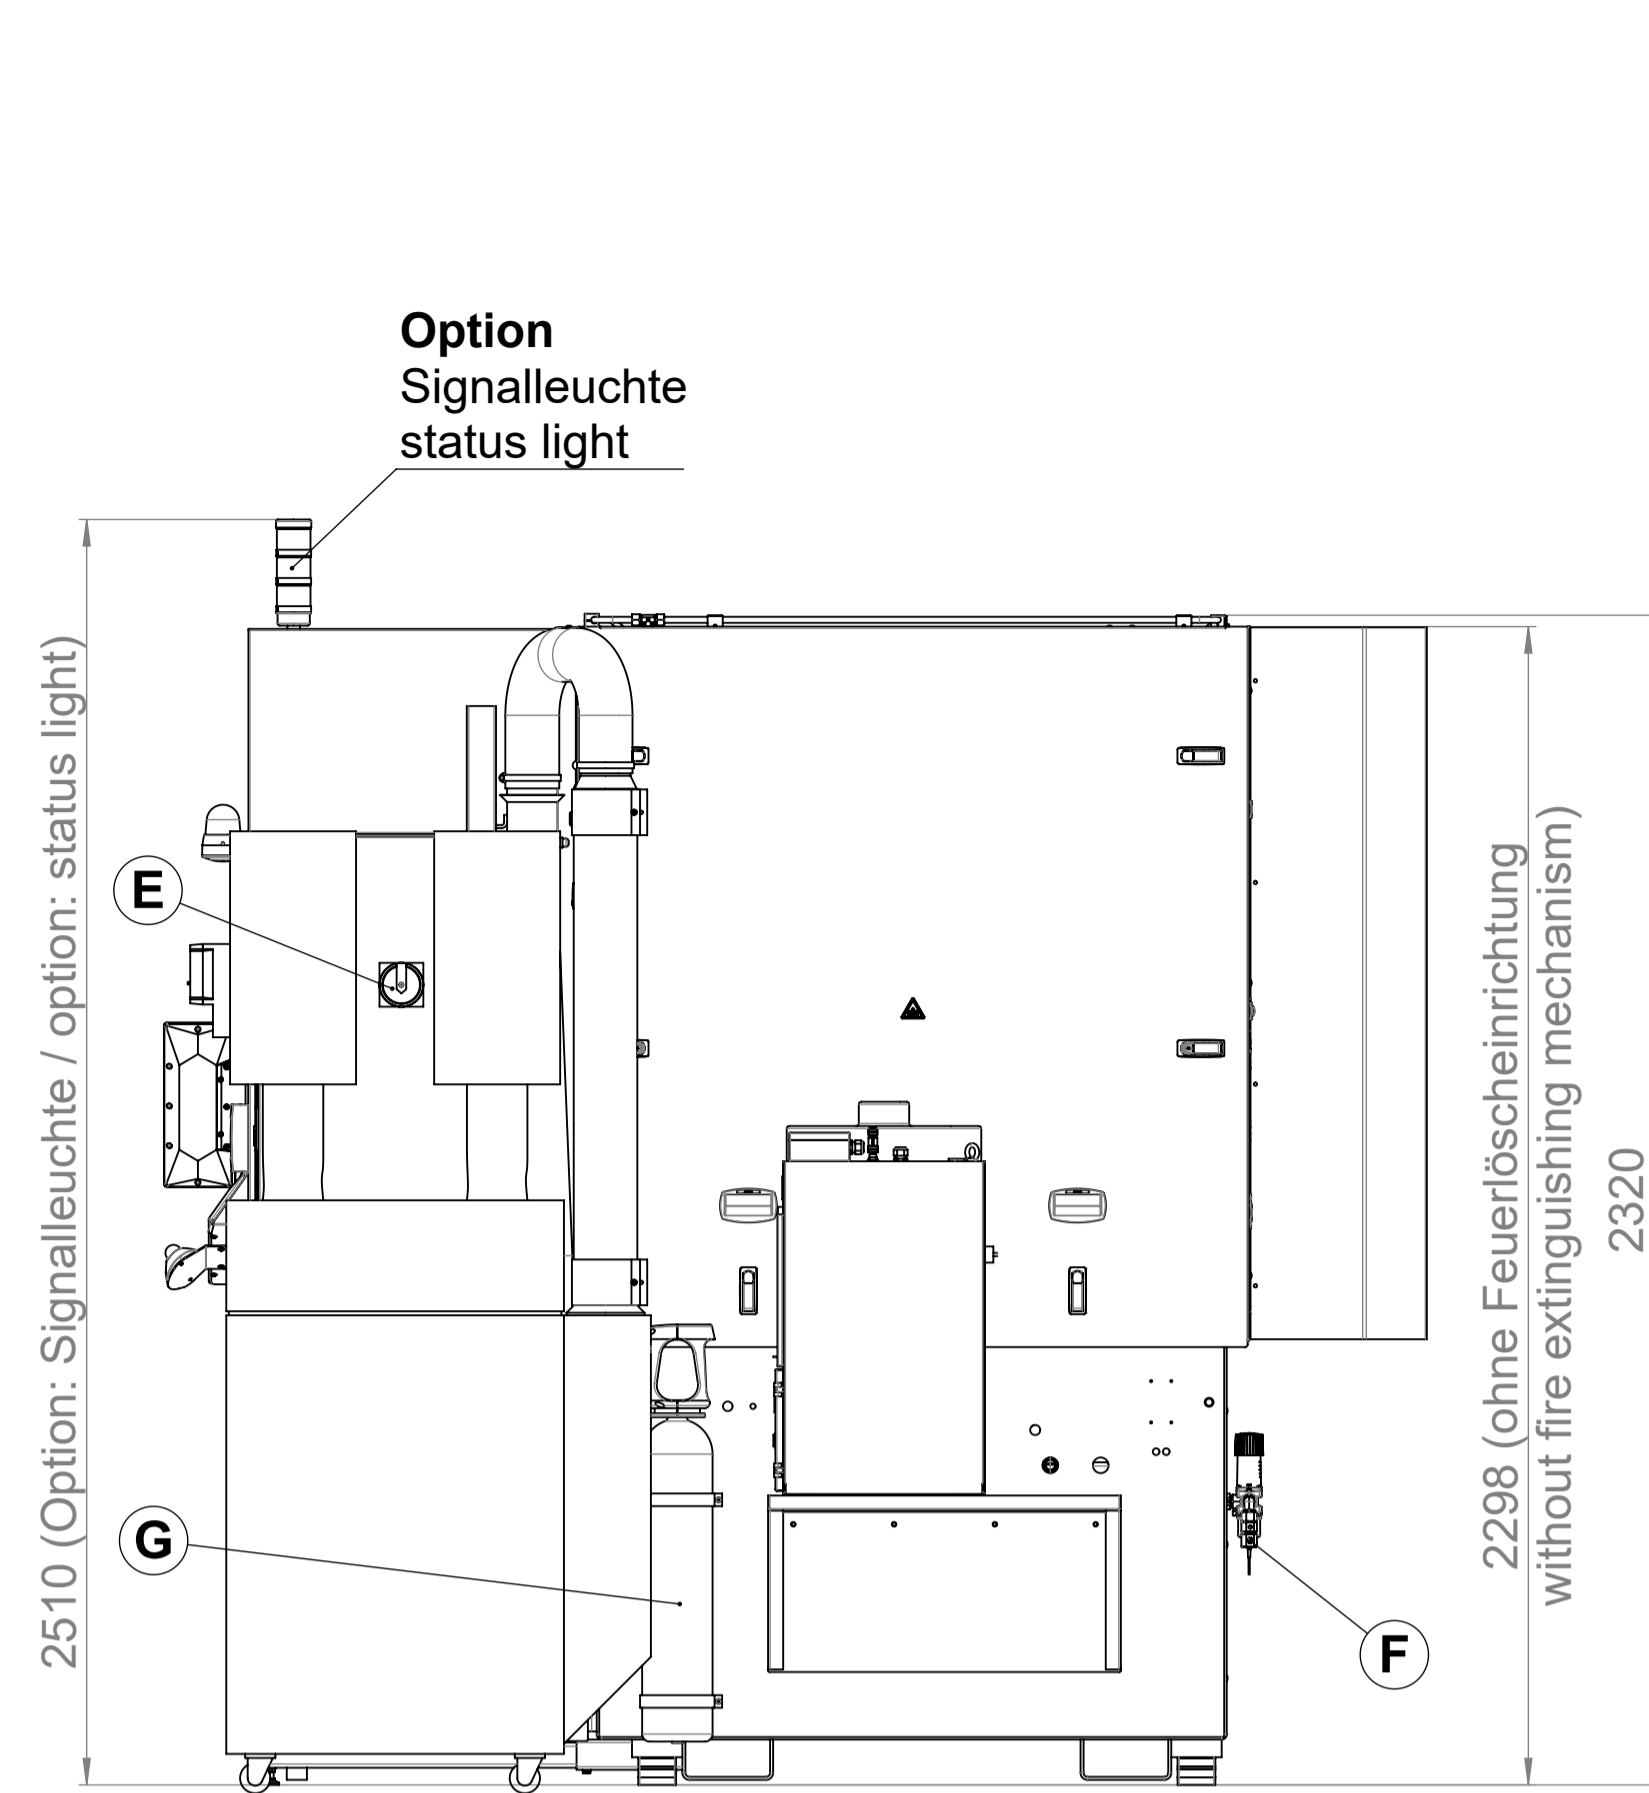 Option
Signalleuchte
status light
2510 (Option: Signalleuchte / option: status light)
E
G
F
2298 (ohne Feuerlöscheinrichtung
without fire extinguishing mechanism)
2320